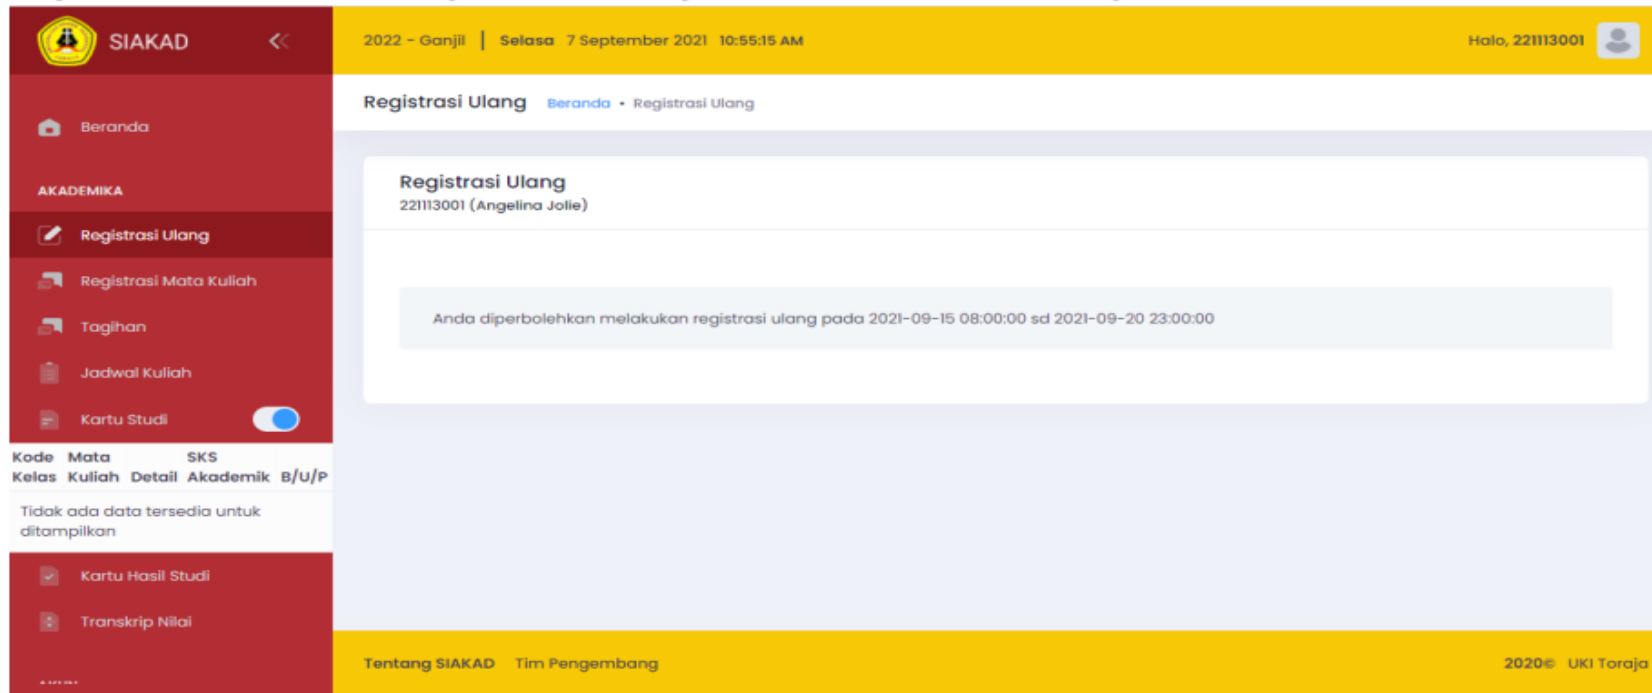 SIAKAD
2022 - Ganjil | Selasa 7 September 2021 10:55:15 AM
Halo, 221113001
Registrasi Ulang Beranda • Registrasi Ulang
Beranda
AKADEMIKA
Registrasi Ulang
Registrasi Mata Kuliah
Tagihan
Jadwal Kuliah
Kartu Studi
Kode Mata SKS
Kelas Kuliah Detail Akademik B/U/P
Tidak ada data tersedia untuk
ditampilkan
Kartu Hasil Studi
Transkrip Nilai
Registrasi Ulang
221113001 (Angelina Jolie)
Anda diperbolehkan melakukan registrasi ulang pada 2021-09-15 08:00:00 sd 2021-09-20 23:00:00
Tentang SIAKAD Tim Pengembang
2020© UKI Toraja